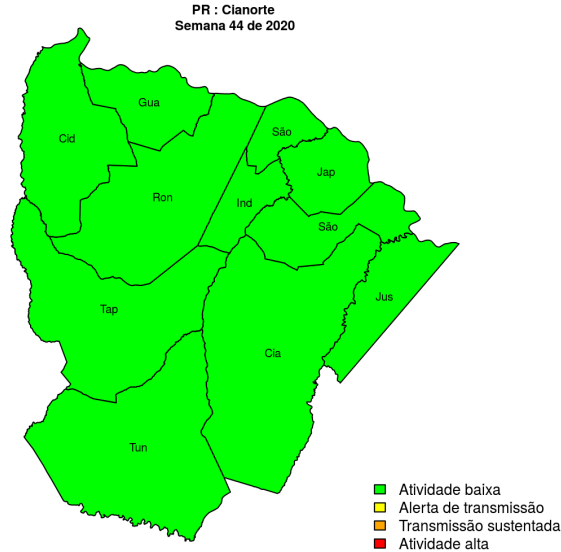 PR : Cianorte
Semana 44 de 2020
Gua
São
Cid
Jap
Ron
Ind
São
Jus
Tap
Cia
Tun
Atividade baixa
Alerta de transmissão
Transmissão sustentada
Atividade alta